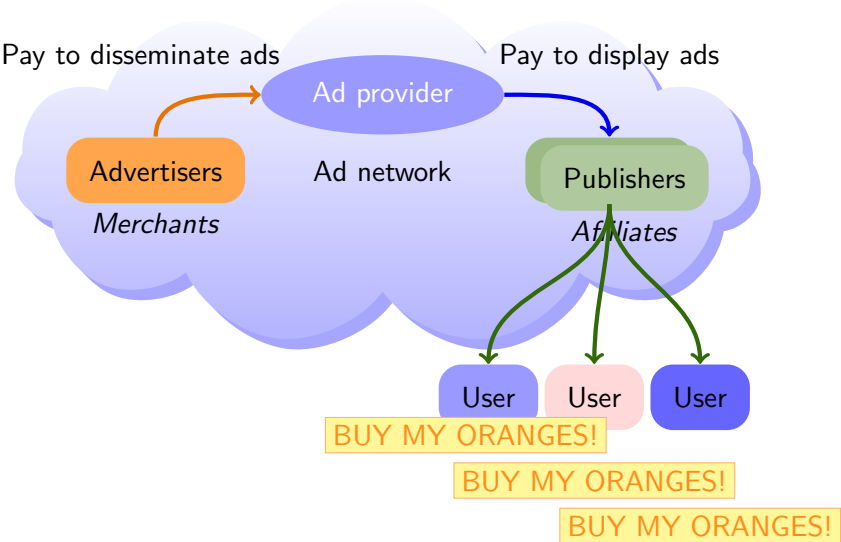 Pay to disseminate ads
Pay to display ads
Ad provider
Advertisers
Ad network
Publishers
Merchants
Affiliates
User
User
User
BUY MY ORANGES!
BUY MY ORANGES!
BUY MY ORANGES!